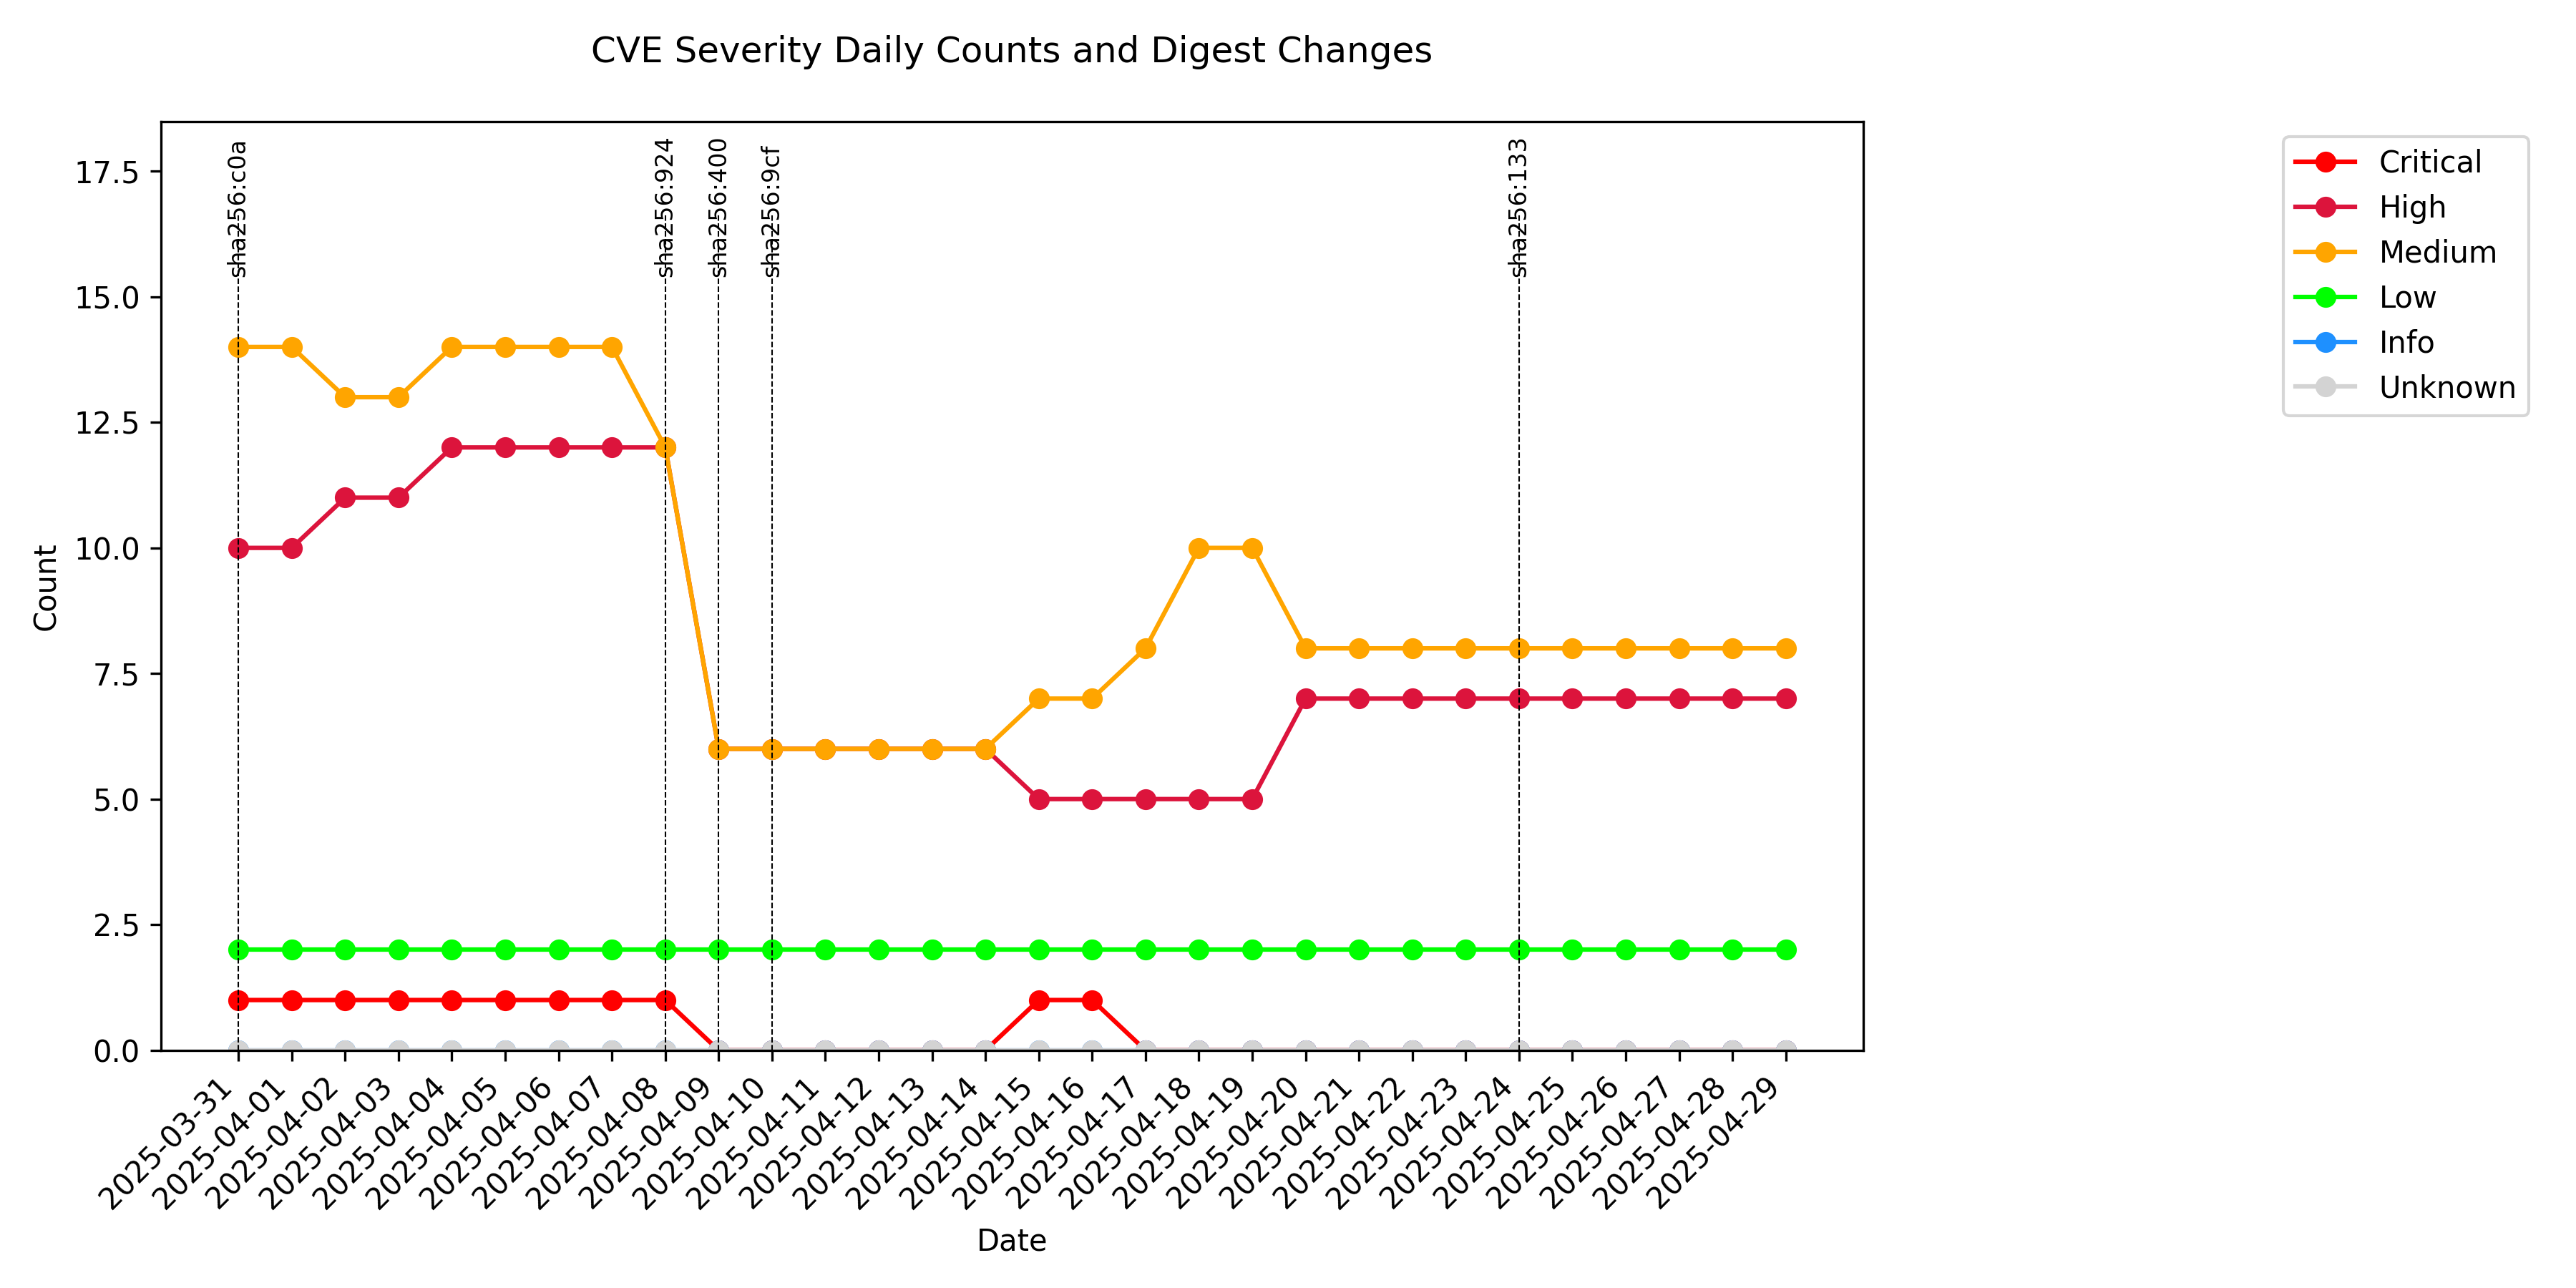 CVE Severity Daily Counts and Digest Changes
sha256:c0a
sha256:924
sha256:400
sha256:9cf
sha256:133
Critical
High
Medium
Low
Info
Unknown
Count
17.5
15.0
12.5
10.0
7.5
5.0
2.5
0.0
2025-03-31
2025-04-01
2025-04-02
2025-04-03
2025-04-04
2025-04-05
2025-04-06
2025-04-07
2025-04-08
2025-04-09
2025-04-10
2025-04-11
2025-04-12
2025-04-13
2025-04-14
2025-04-15
2025-04-16
2025-04-17
2025-04-18
2025-04-19
2025-04-20
2025-04-21
2025-04-22
2025-04-23
2025-04-24
2025-04-25
2025-04-26
2025-04-27
2025-04-28
2025-04-29
Date